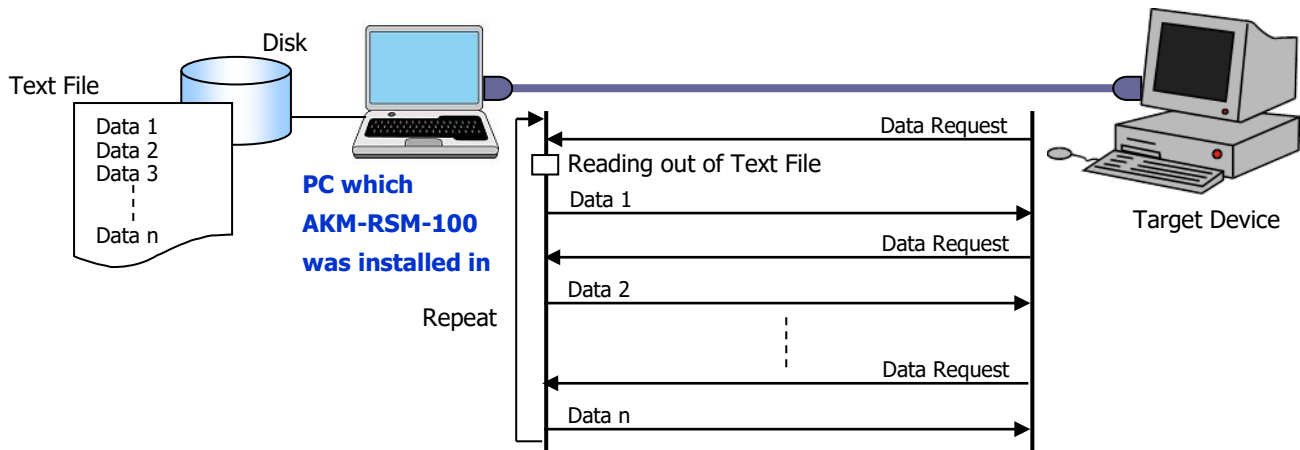 Disk
Text File
Data 1
Data 2
Data 3
Data n
PC which
AKM-RSM-100
was installed in
Repeat
Data Request
Reading out of Text File
Data 1
Data Request
Data 2
Data Request
Data n
Target Device